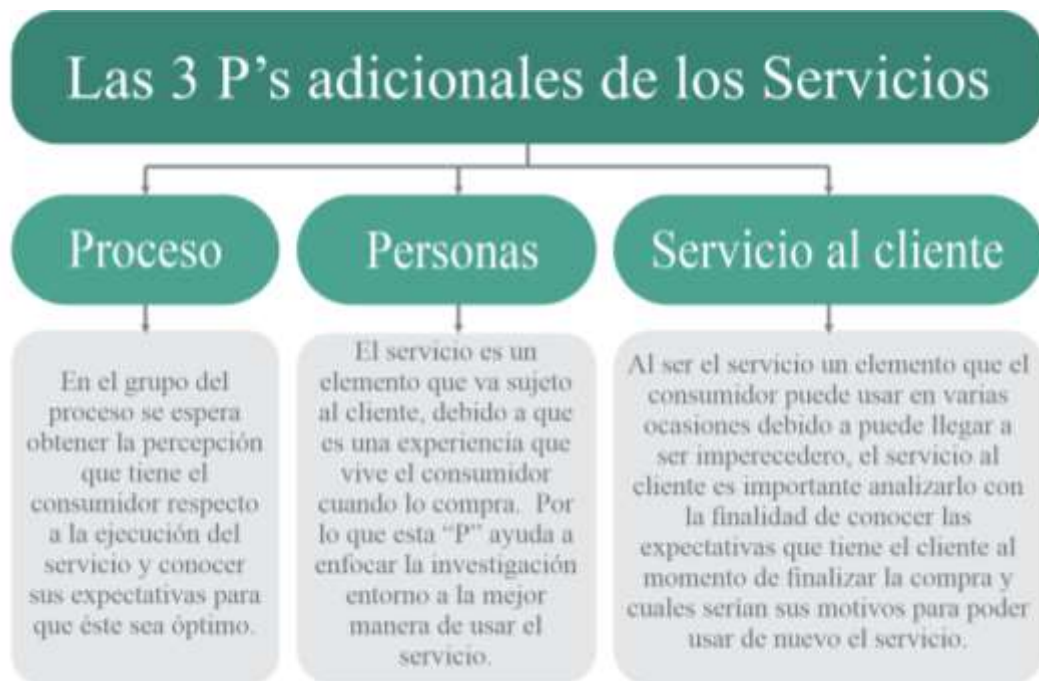 Las 3 P’s adicionales de los Servicios
Proceso
En el grupo del
proceso se espera
obtener la percepción
que tiene el
consumidor respecto
a la ejecución del
servicio y conocer
sus expectativas para
que éste sea óptimo.
Personas
El servicio es un
elemento que va sujeto
al cliente, debido a que
es una experiencia que
vive el consumidor
cuando lo compra. Por
lo que esta “P” ayuda a
enfocar la investigación
entorno a la mejor
manera de usar el
servicio.
Servicio al cliente
Al ser el servicio un elemento que el
consumidor puede usar en varias
ocasiones debido a puede llegar a
ser imperecedero, el servicio al
cliente es importante analizarlo con
la finalidad de conocer las
expectativas que tiene el cliente al
momento de finalizar la compra y
cuales serían sus motivos para poder
usar de nuevo el servicio.